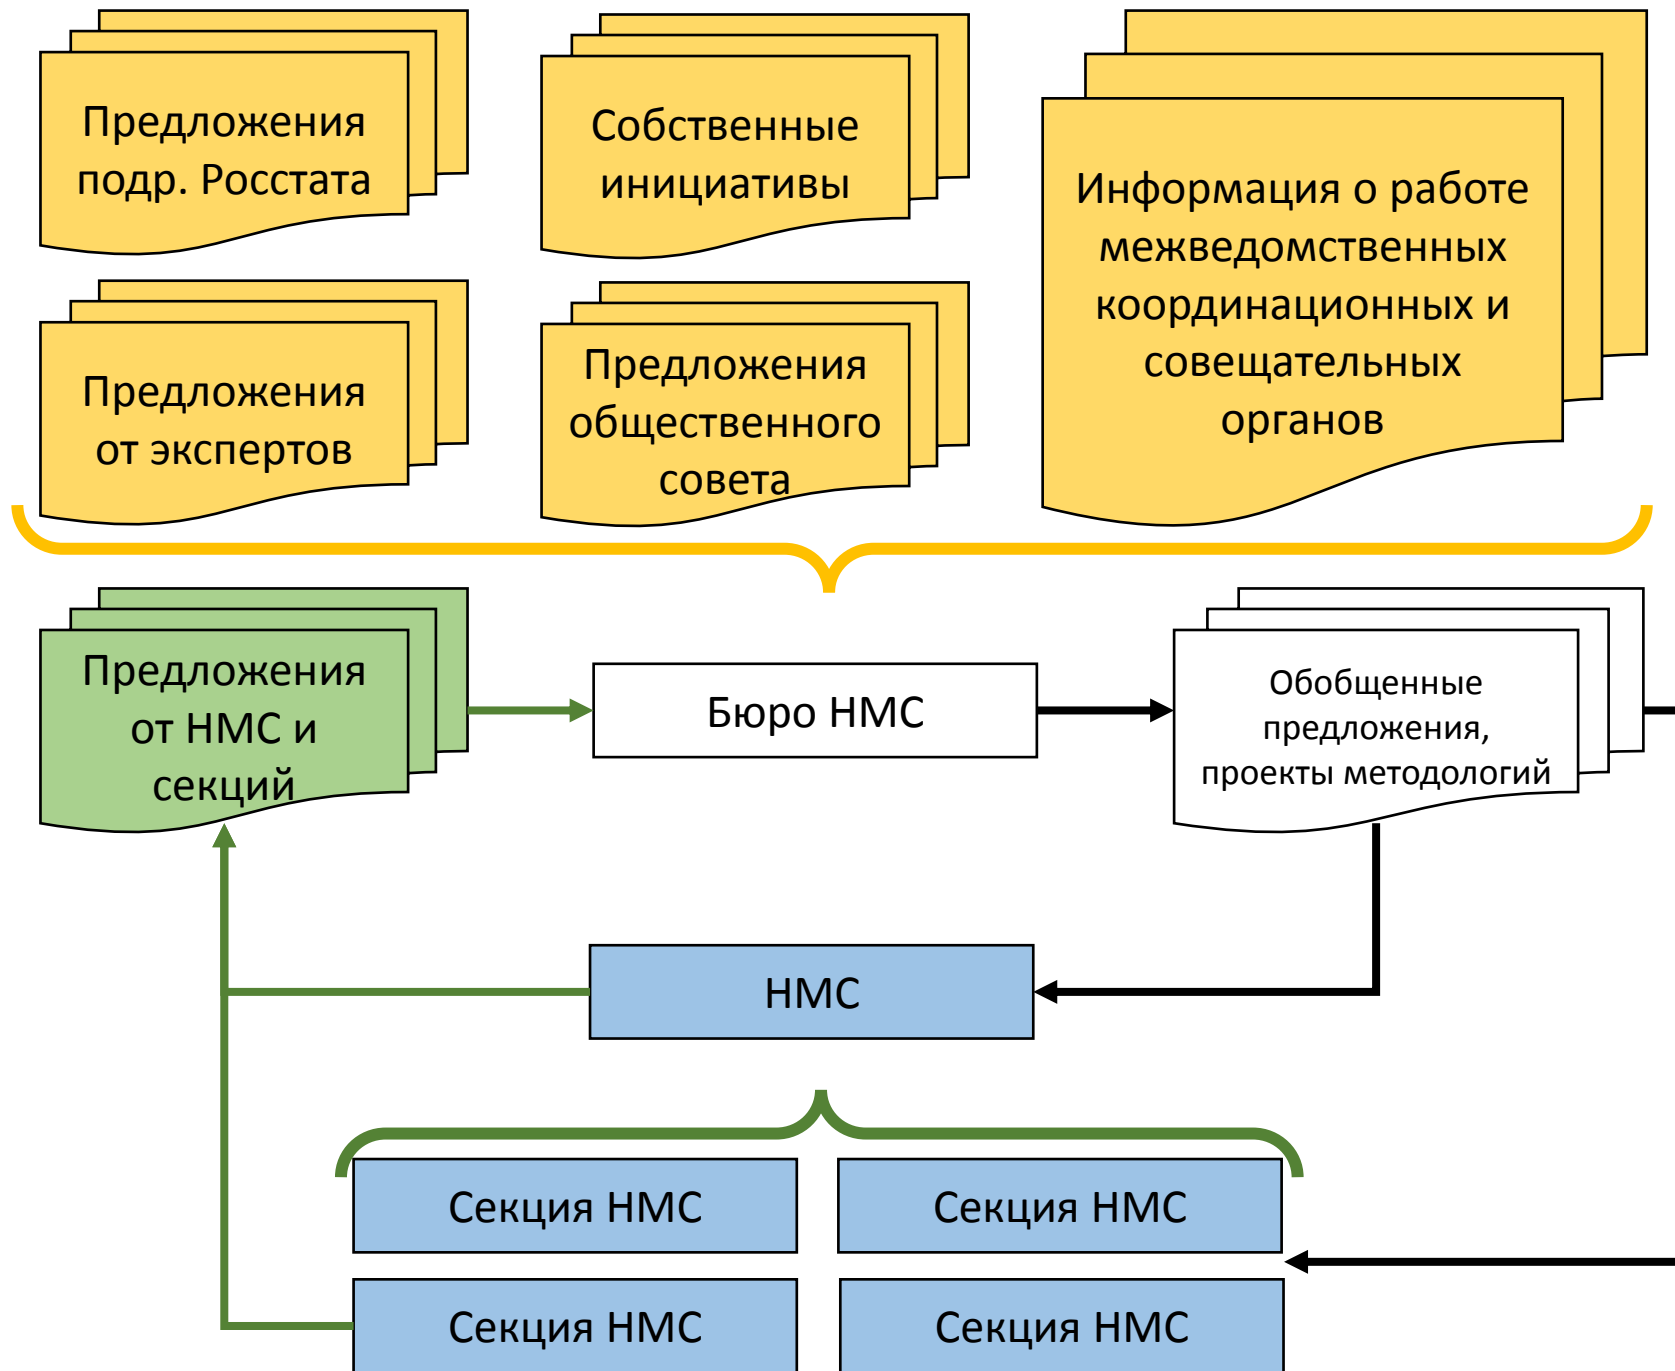 Предложения
подр. Росстата
Собственные
инициативы
Информация о работе
межведомственных
координационных и
совещательных
органов
Предложения
от экспертов
Предложения
общественного
совета
Предложения
от НМС и
секций
Бюро НМС
Обобщенные
предложения,
проекты методологий
НМС
Секция НМС
Секция НМС
Секция НМС
Секция НМС